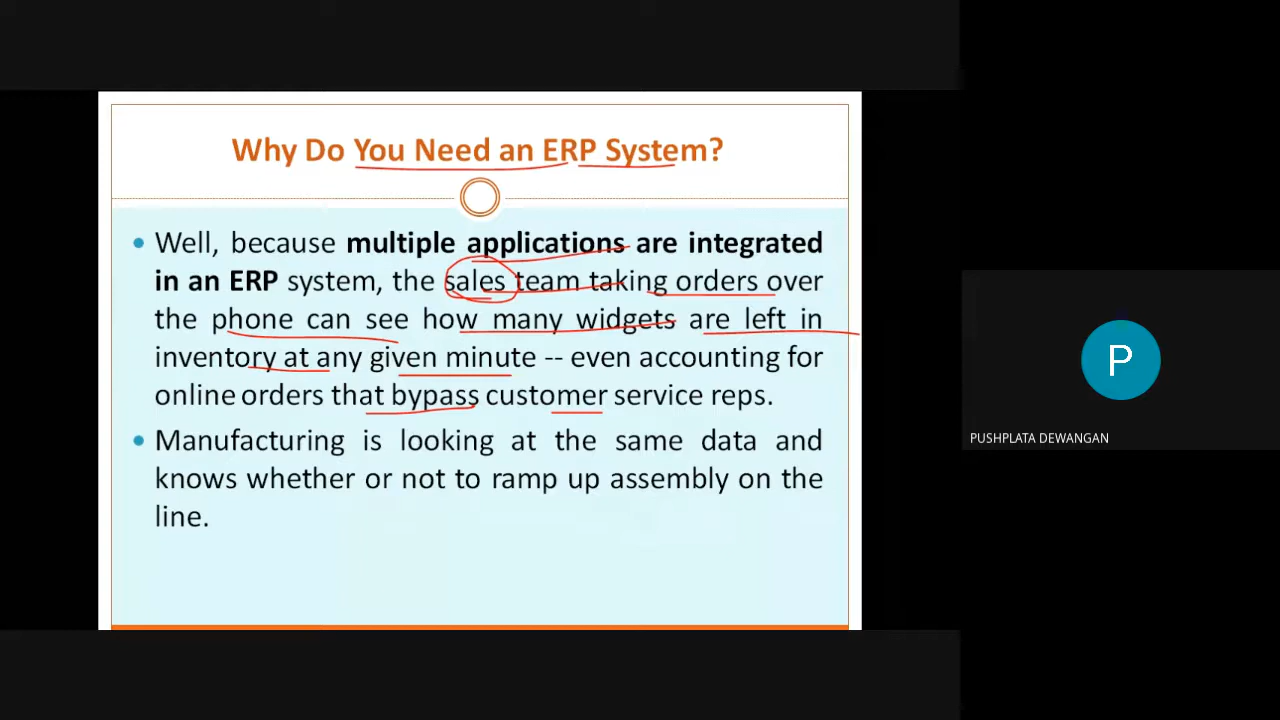 Why Do You Need an ERP System?
• Well, because multiple applications are integrated
in an ERP system, the sales team taking orders over
the phone can see how many widgets are left in
inventory at any given minute -- even accounting for
online orders that bypass customer service reps.
• Manufacturing is looking at the same data and
knows whether or not to ramp up assembly on the
line.
P
PUSHPLATA DEWANGAN